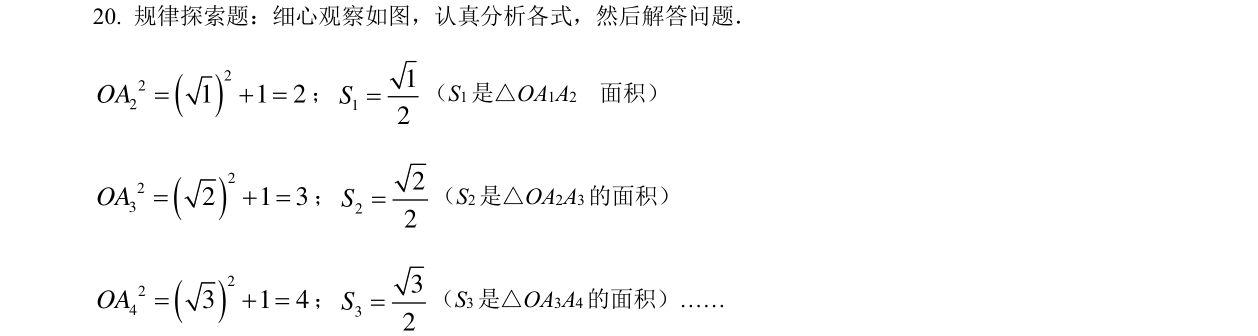 20. 规律探索题：细心观察如图，认真分析各式，然后解答问题．
OA₂² = (√1)² + 1 = 2；S₁ = √1/2（S₁是△OA₁A₂ 面积）
OA₃² = (√2)² + 1 = 3；S₂ = √2/2（S₂是△OA₂A₃的面积）
OA₄² = (√3)² + 1 = 4；S₃ = √3/2（S₃是△OA₃A₄的面积）……